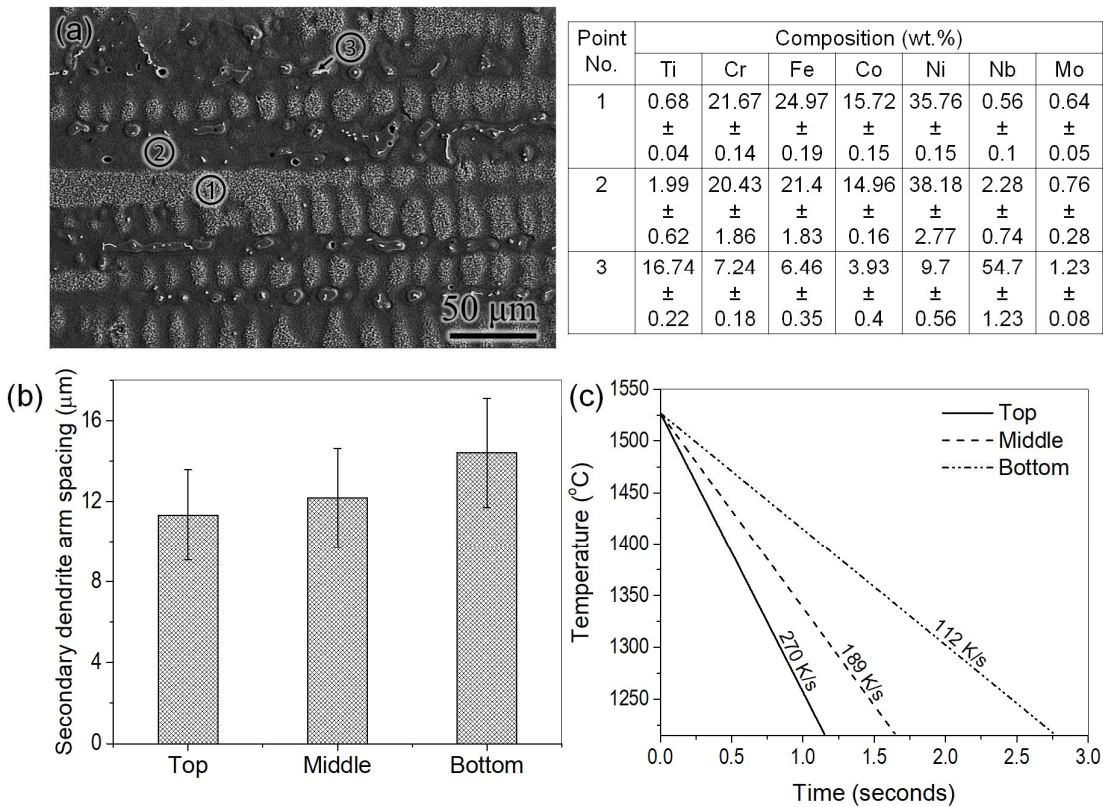 (a)
③
②
①
50 μm
Point No. Composition (wt.%)
Ti Cr Fe Co Ni Nb Mo
1 0.68 ± 0.04 21.67 ± 0.14 24.97 ± 0.19 15.72 ± 0.15 35.76 ± 0.15 0.56 ± 0.1 0.64 ± 0.05
2 1.99 ± 0.62 20.43 ± 1.86 21.4 ± 1.83 14.96 ± 0.16 38.18 ± 2.77 2.28 ± 0.74 0.76 ± 0.28
3 16.74 ± 0.22 7.24 ± 0.18 6.46 ± 0.35 3.93 ± 0.4 9.7 ± 0.56 54.7 ± 1.23 1.23 ± 0.08
(b)
Secondary dendrite arm spacing (μm)
16
12
8
4
0
Top Middle Bottom
(c)
Temperature (°C)
1550
1500
1450
1400
1350
1300
1250
Top
Middle
Bottom
270 K/s
189 K/s
112 K/s
0.0 0.5 1.0 1.5 2.0 2.5 3.0
Time (seconds)